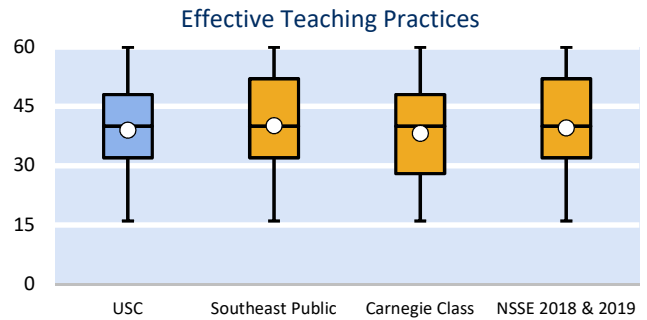 Effective Teaching Practices
60
45
30
15
0
USC Southeast Public Carnegie Class NSSE 2018 & 2019